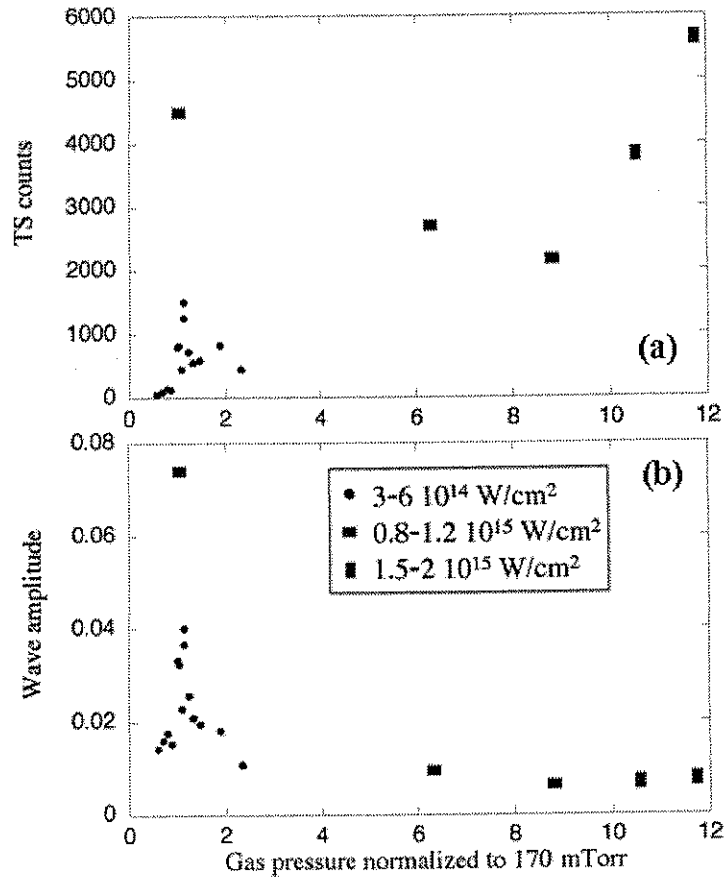 6000
5000
4000
3000
2000
1000
0
TS counts
(a)
0 2 4 6 8 10 12
0.08
0.06
0.04
0.02
0
Wave amplitude
(b)
3-6 10¹⁴ W/cm²
0.8-1.2 10¹⁵ W/cm²
1.5-2 10¹⁵ W/cm²
0 2 4 6 8 10 12
Gas pressure normalized to 170 mTorr